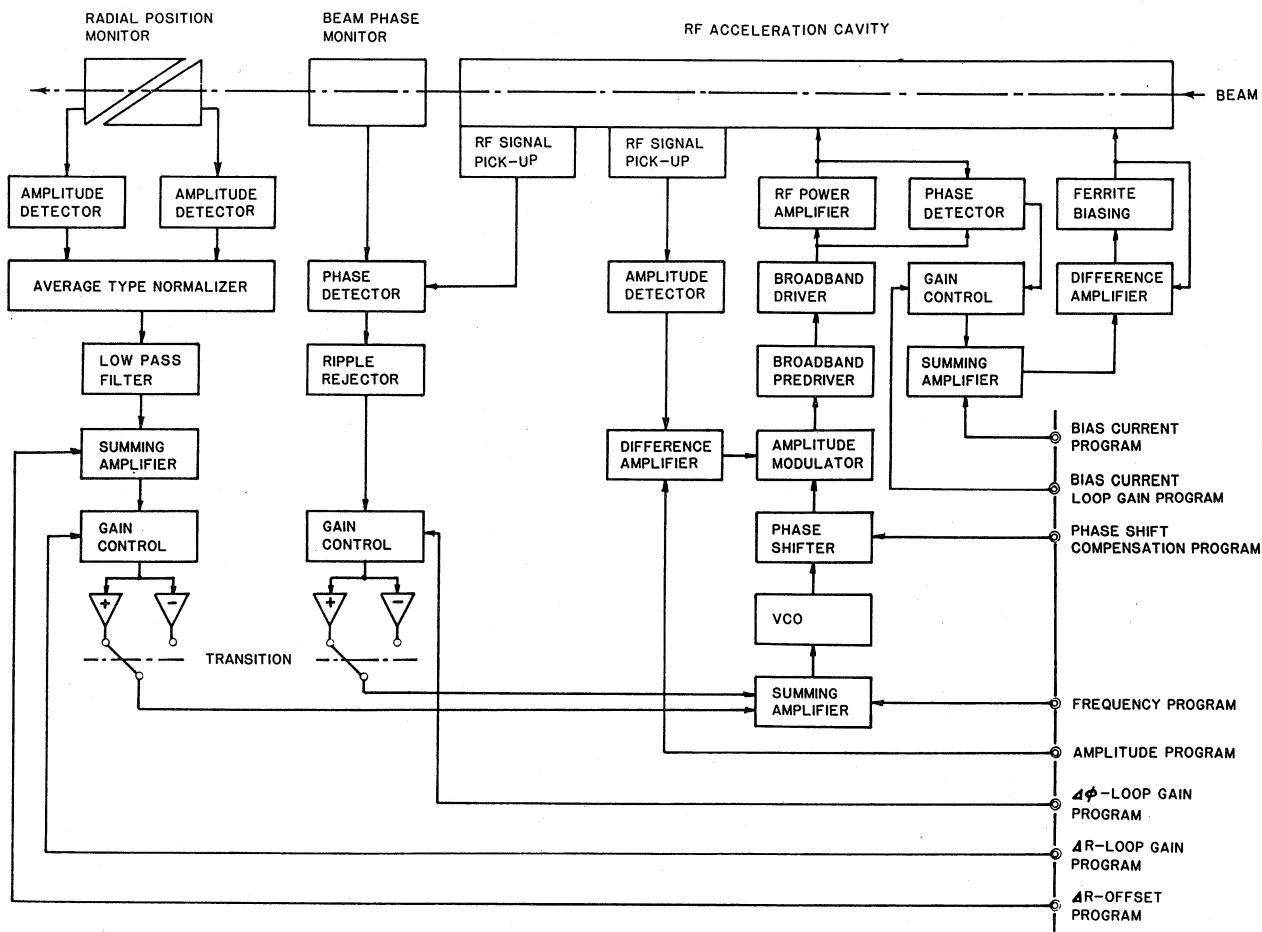 RADIAL POSITION
MONITOR
BEAM PHASE
MONITOR
RF ACCELERATION CAVITY
BEAM
RF SIGNAL
PICK-UP
RF SIGNAL
PICK-UP
AMPLITUDE
DETECTOR
AMPLITUDE
DETECTOR
RF POWER
AMPLIFIER
PHASE
DETECTOR
FERRITE
BIASING
AVERAGE TYPE NORMALIZER
PHASE
DETECTOR
AMPLITUDE
DETECTOR
BROADBAND
DRIVER
GAIN
CONTROL
DIFFERENCE
AMPLIFIER
LOW PASS
FILTER
RIPPLE
REJECTOR
BROADBAND
PREDRIVER
SUMMING
AMPLIFIER
SUMMING
AMPLIFIER
DIFFERENCE
AMPLIFIER
AMPLITUDE
MODULATOR
BIAS CURRENT
PROGRAM
BIAS CURRENT
LOOP GAIN PROGRAM
GAIN
CONTROL
GAIN
CONTROL
PHASE
SHIFTER
PHASE SHIFT
COMPENSATION PROGRAM
+
−
+
−
VCO
TRANSITION
SUMMING
AMPLIFIER
FREQUENCY PROGRAM
AMPLITUDE PROGRAM
Δϕ-LOOP GAIN
PROGRAM
ΔR-LOOP GAIN
PROGRAM
ΔR-OFFSET
PROGRAM